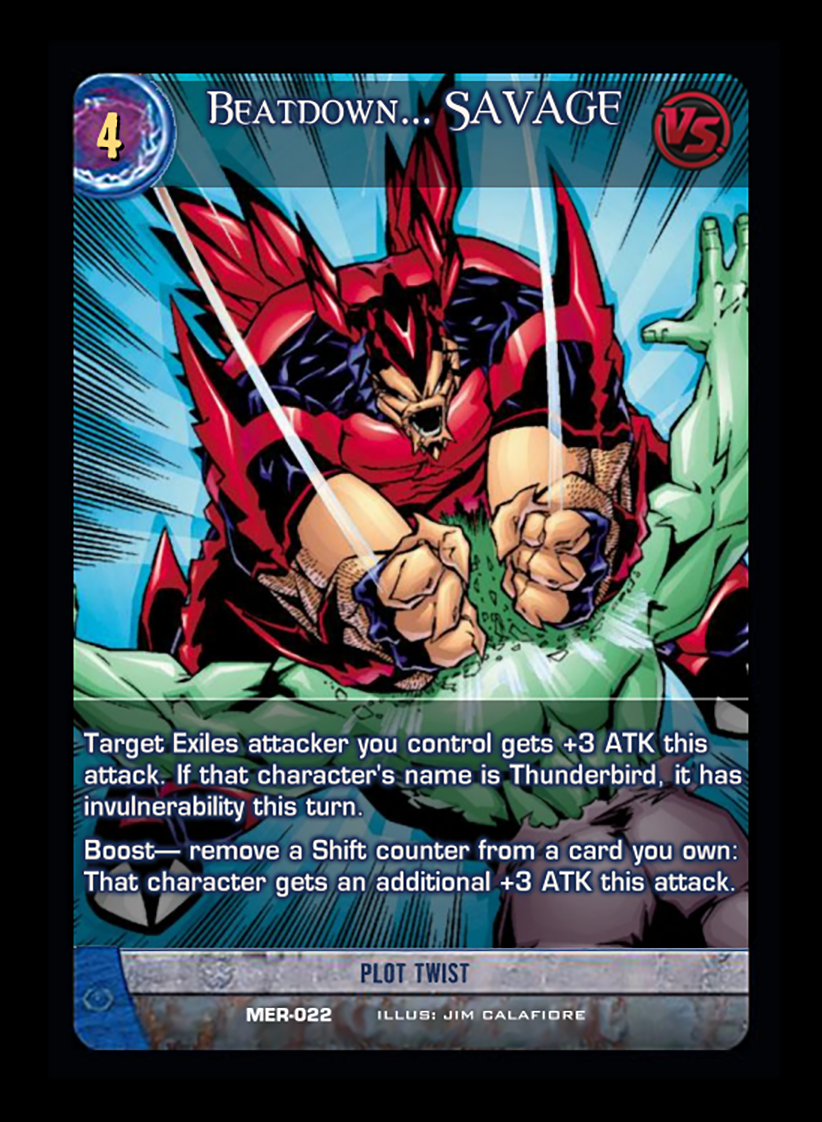 4
Beatdown... SAVAGE
VS.
Target Exiles attacker you control gets +3 ATK this
attack. If that character's name is Thunderbird, it has
invulnerability this turn.
Boost— remove a Shift counter from a card you own:
That character gets an additional +3 ATK this attack.
PLOT TWIST
MER-022 ILLUS: JIM CALAFIORE